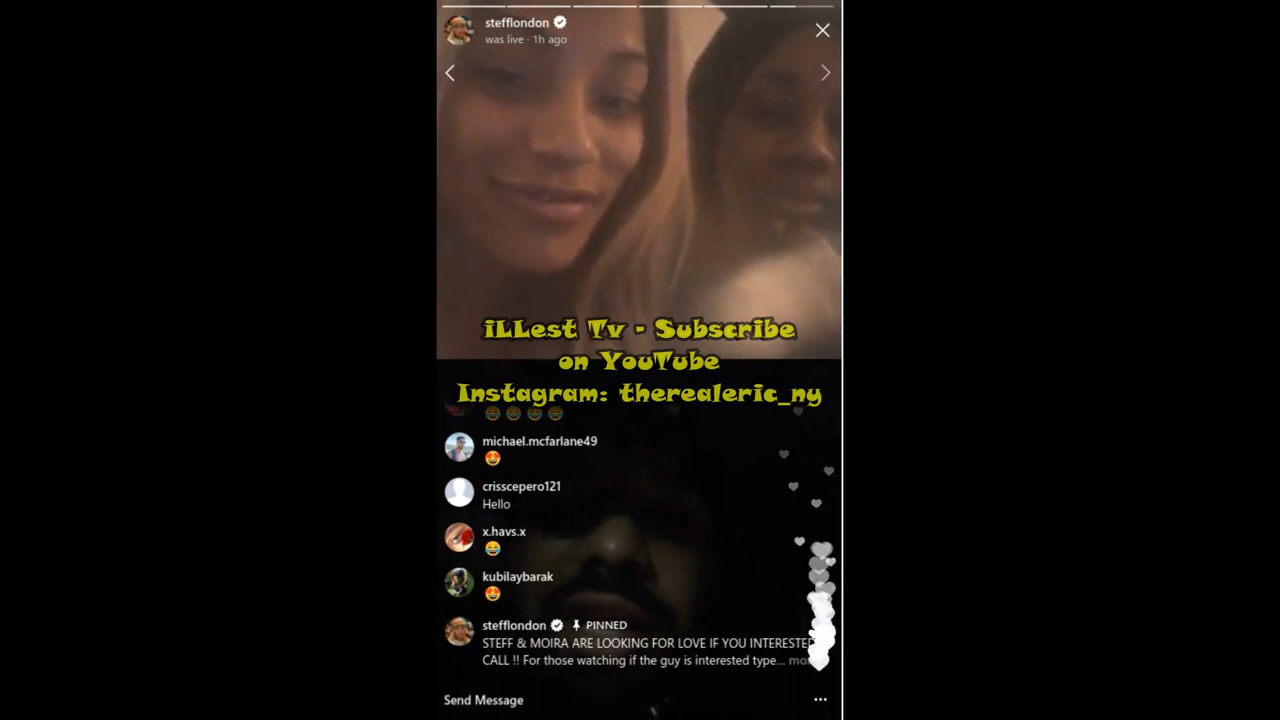 stefflondon
was live · 1h ago
iLLest Tv - Subscribe
on YouTube
Instagram: therealeric_ny
😂 😂 😂 😂
michael.mcfarlane49
😍
crisscepero121
Hello
x.havs.x
😂
kubilaybarak
😍
stefflondon PINNED
STEFF & MOIRA ARE LOOKING FOR LOVE IF YOU INTERESTED
CALL !! For those watching if the guy is interested type...
Send Message